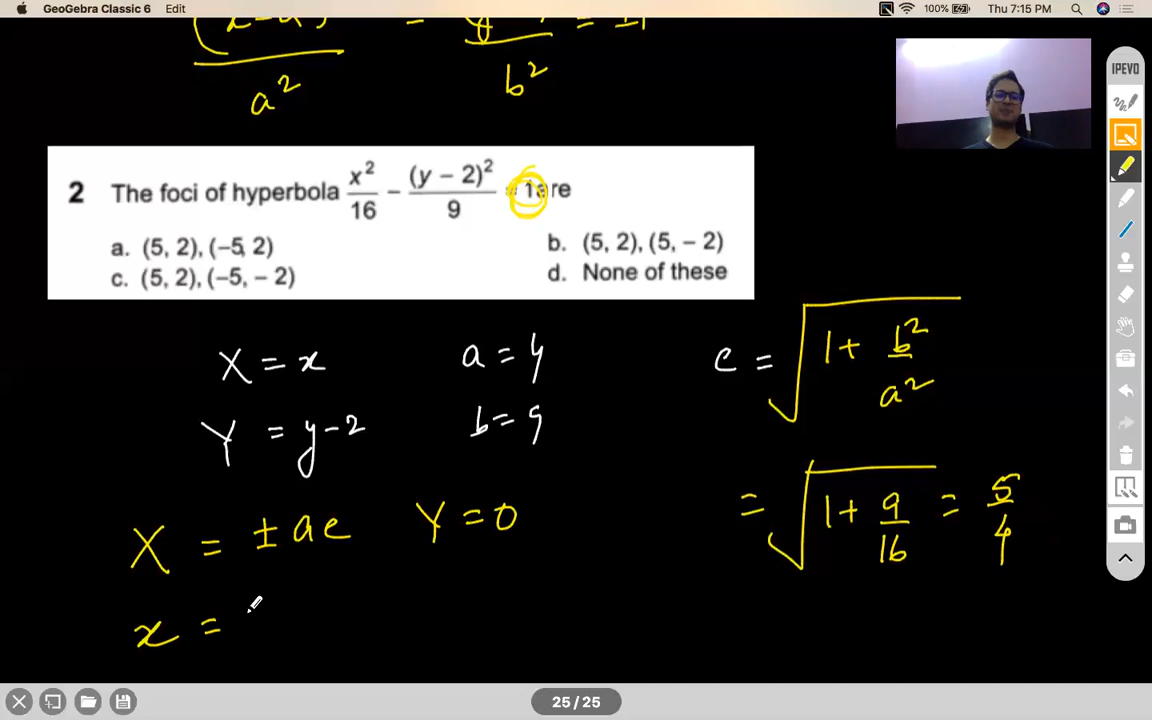 GeoGebra Classic 6 Edit 100% Thu 7:15 PM
a² b² = ±1
IPEVO
2 The foci of hyperbola x²/16 − (y − 2)²/9 = 1are
a. (5, 2), (−5, 2) b. (5, 2), (5, − 2)
c. (5, 2), (−5, − 2) d. None of these
X = x a = 4 e = √(1 + b²/a²)
Y = y−2 b = 9
X = ± ae Y = 0 = √(1 + 9/16) = 5/4
x =
25 / 25